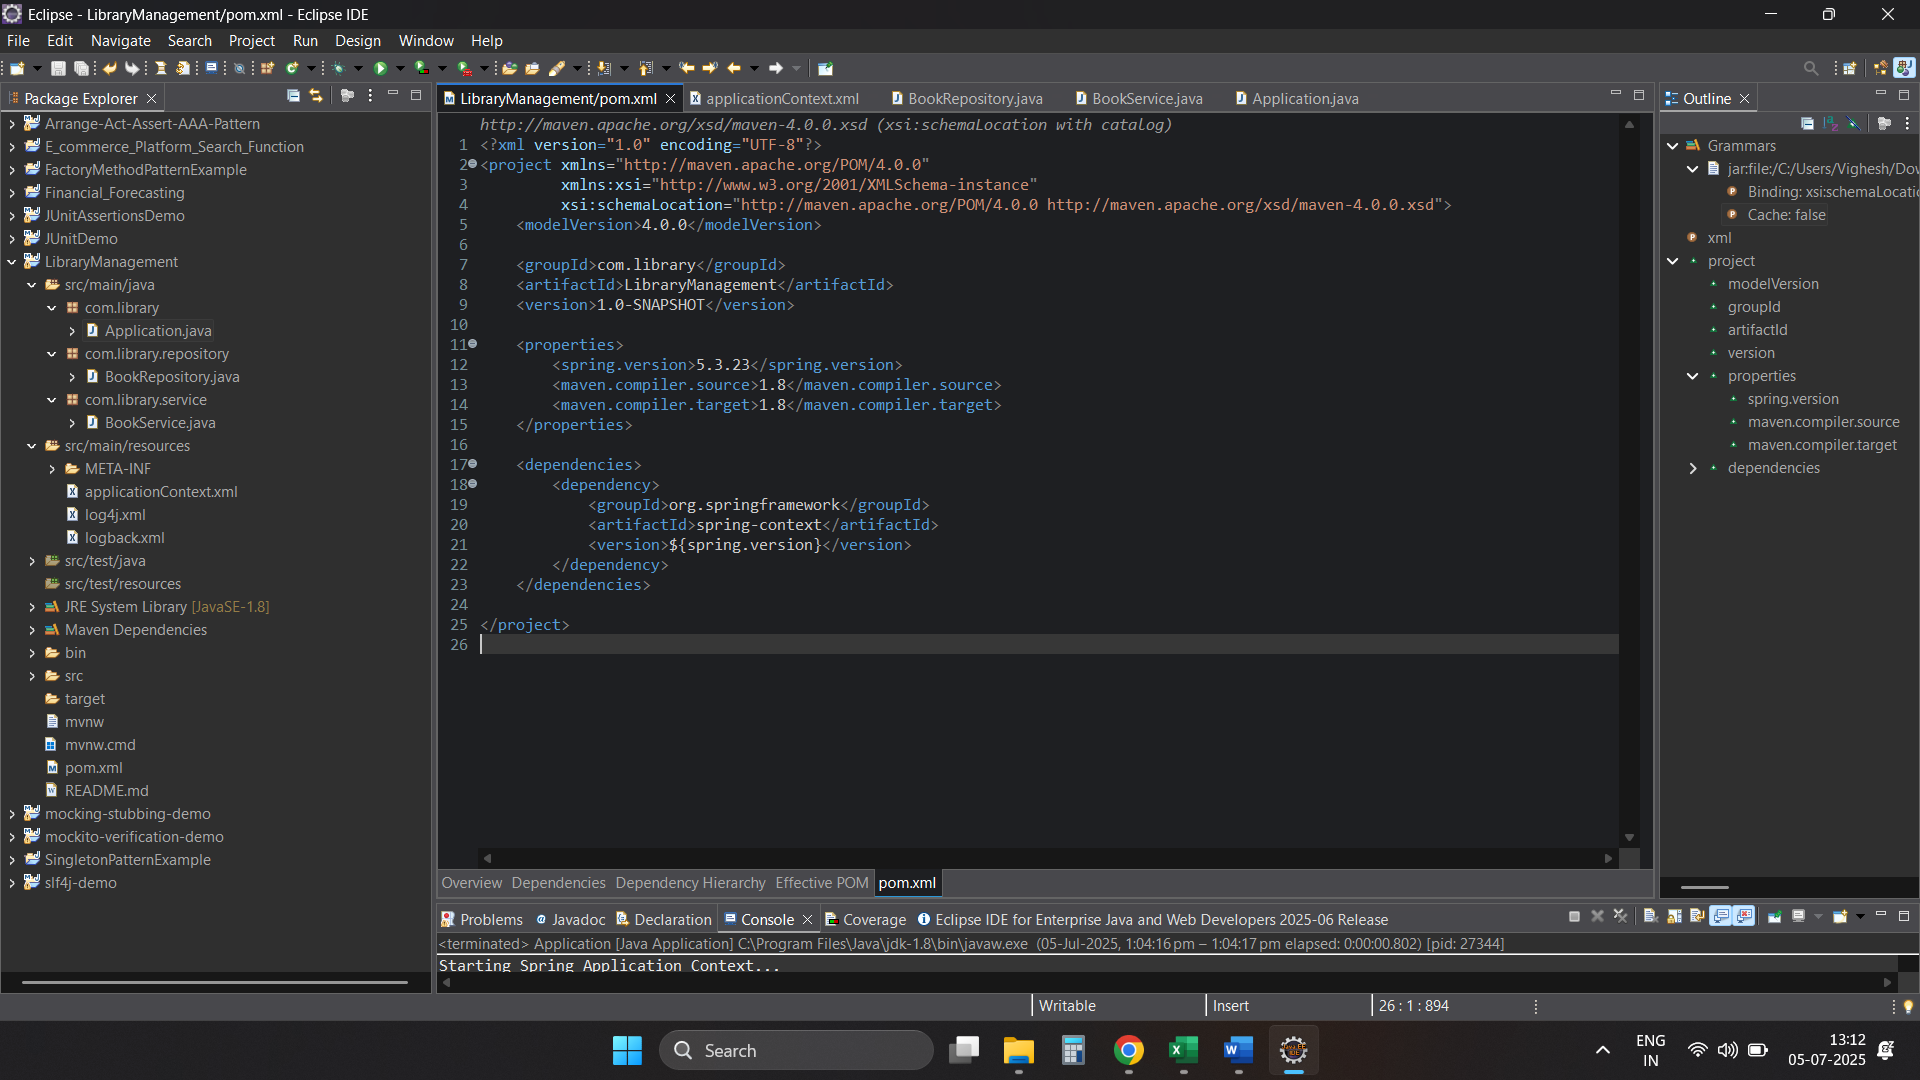 Eclipse - LibraryManagement/pom.xml - Eclipse IDE
File Edit Navigate Search Project Run Design Window Help
Package Explorer
Arrange-Act-Assert-AAA-Pattern
E_commerce_Platform_Search_Function
FactoryMethodPatternExample
Financial_Forecasting
JUnitAssertionsDemo
JUnitDemo
LibraryManagement
src/main/java
com.library
Application.java
com.library.repository
BookRepository.java
com.library.service
BookService.java
src/main/resources
META-INF
applicationContext.xml
log4j.xml
logback.xml
src/test/java
src/test/resources
JRE System Library [JavaSE-1.8]
Maven Dependencies
bin
src
target
mvnw
mvnw.cmd
pom.xml
README.md
mocking-stubbing-demo
mockito-verification-demo
SingletonPatternExample
slf4j-demo
LibraryManagement/pom.xml applicationContext.xml BookRepository.java BookService.java Application.java
http://maven.apache.org/xsd/maven-4.0.0.xsd (xsi:schemaLocation with catalog)
1 <?xml version="1.0" encoding="UTF-8"?>
2 <project xmlns="http://maven.apache.org/POM/4.0.0"
3 xmlns:xsi="http://www.w3.org/2001/XMLSchema-instance"
4 xsi:schemaLocation="http://maven.apache.org/POM/4.0.0 http://maven.apache.org/xsd/maven-4.0.0.xsd">
5 <modelVersion>4.0.0</modelVersion>
6
7 <groupId>com.library</groupId>
8 <artifactId>LibraryManagement</artifactId>
9 <version>1.0-SNAPSHOT</version>
10
11 <properties>
12 <spring.version>5.3.23</spring.version>
13 <maven.compiler.source>1.8</maven.compiler.source>
14 <maven.compiler.target>1.8</maven.compiler.target>
15 </properties>
16
17 <dependencies>
18 <dependency>
19 <groupId>org.springframework</groupId>
20 <artifactId>spring-context</artifactId>
21 <version>${spring.version}</version>
22 </dependency>
23 </dependencies>
24
25 </project>
26
Overview Dependencies Dependency Hierarchy Effective POM pom.xml
Outline
Grammars
jar:file:/C:/Users/Vighesh/Dov
Binding: xsi:schemaLocatio
Cache: false
xml
project
modelVersion
groupId
artifactId
version
properties
spring.version
maven.compiler.source
maven.compiler.target
dependencies
Problems Javadoc Declaration Console Coverage Eclipse IDE for Enterprise Java and Web Developers 2025-06 Release
<terminated> Application [Java Application] C:\Program Files\Java\jdk-1.8\bin\javaw.exe (05-Jul-2025, 1:04:16 pm – 1:04:17 pm elapsed: 0:00:00.802) [pid: 27344]
Starting Spring Application Context...
Writable Insert 26 : 1 : 894
Search
ENG
IN
13:12
05-07-2025